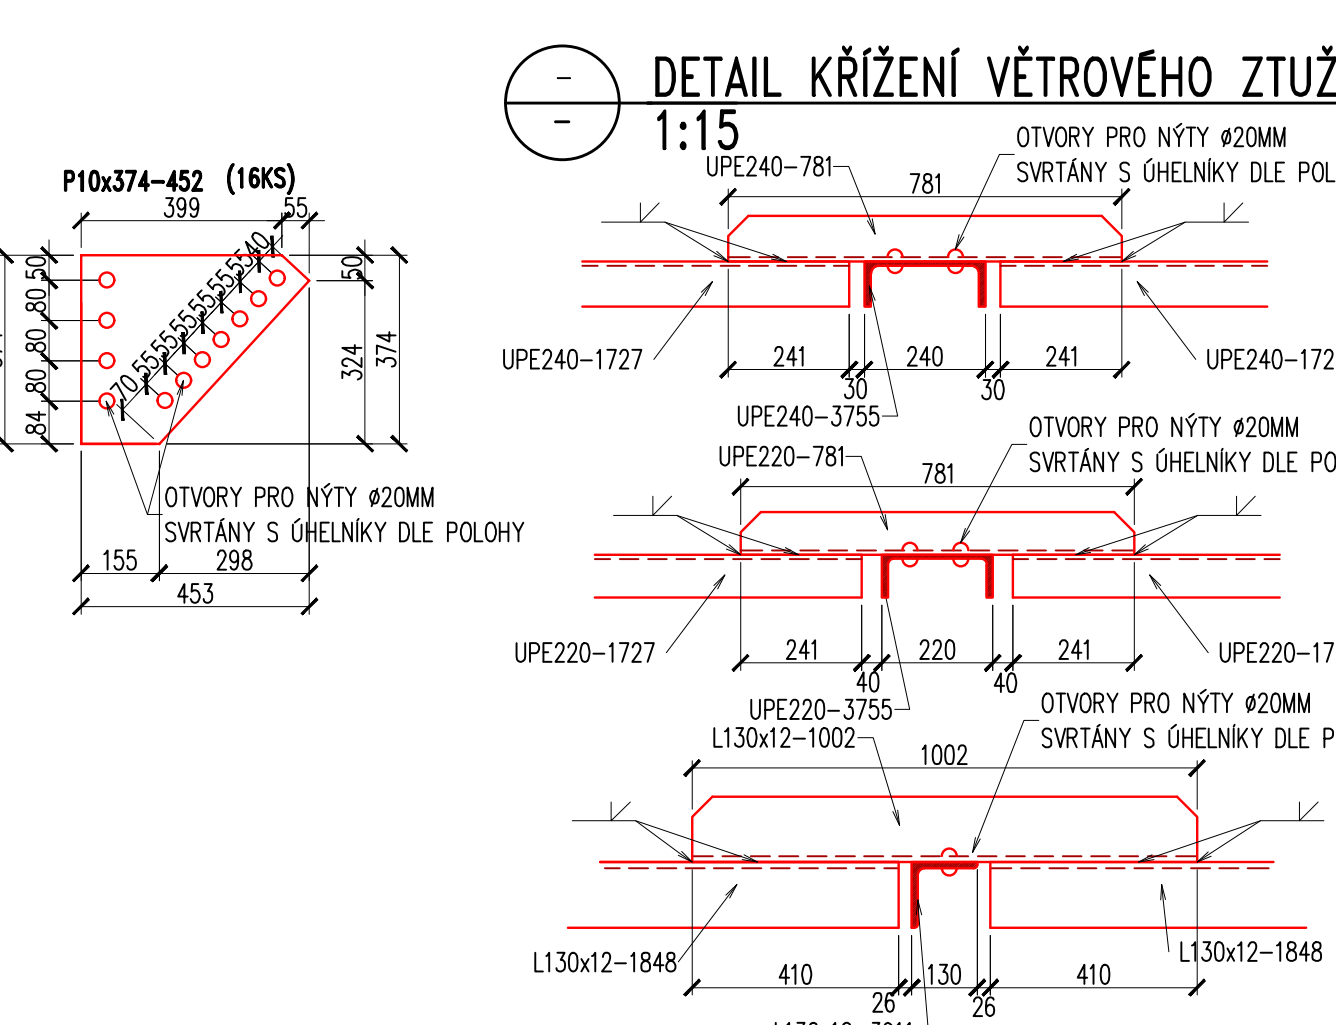 DETAIL KŘÍŽENÍ VĚTROVÉHO ZTUŽ
1:15
P10x374-452 (16KS)
399
55
50
80
80
80
84
70 55 55 55 55 55 55 40
50
324
374
OTVORY PRO NÝTY ø20MM
SVRTÁNY S ÚHELNÍKY DLE POLOHY
155
298
453
UPE240-781
OTVORY PRO NÝTY ø20MM
SVRTÁNY S ÚHELNÍKY DLE POL
781
UPE240-1727
241
240
241
UPE240-172
30
30
UPE240-3755
UPE220-781
OTVORY PRO NÝTY ø20MM
SVRTÁNY S ÚHELNÍKY DLE PO
781
UPE220-1727
241
220
241
UPE220-17
40
40
UPE220-3755
L130x12-1002
OTVORY PRO NÝTY ø20MM
SVRTÁNY S ÚHELNÍKY DLE P
1002
L130x12-1848
L130x12-1848
410
130
410
26
26